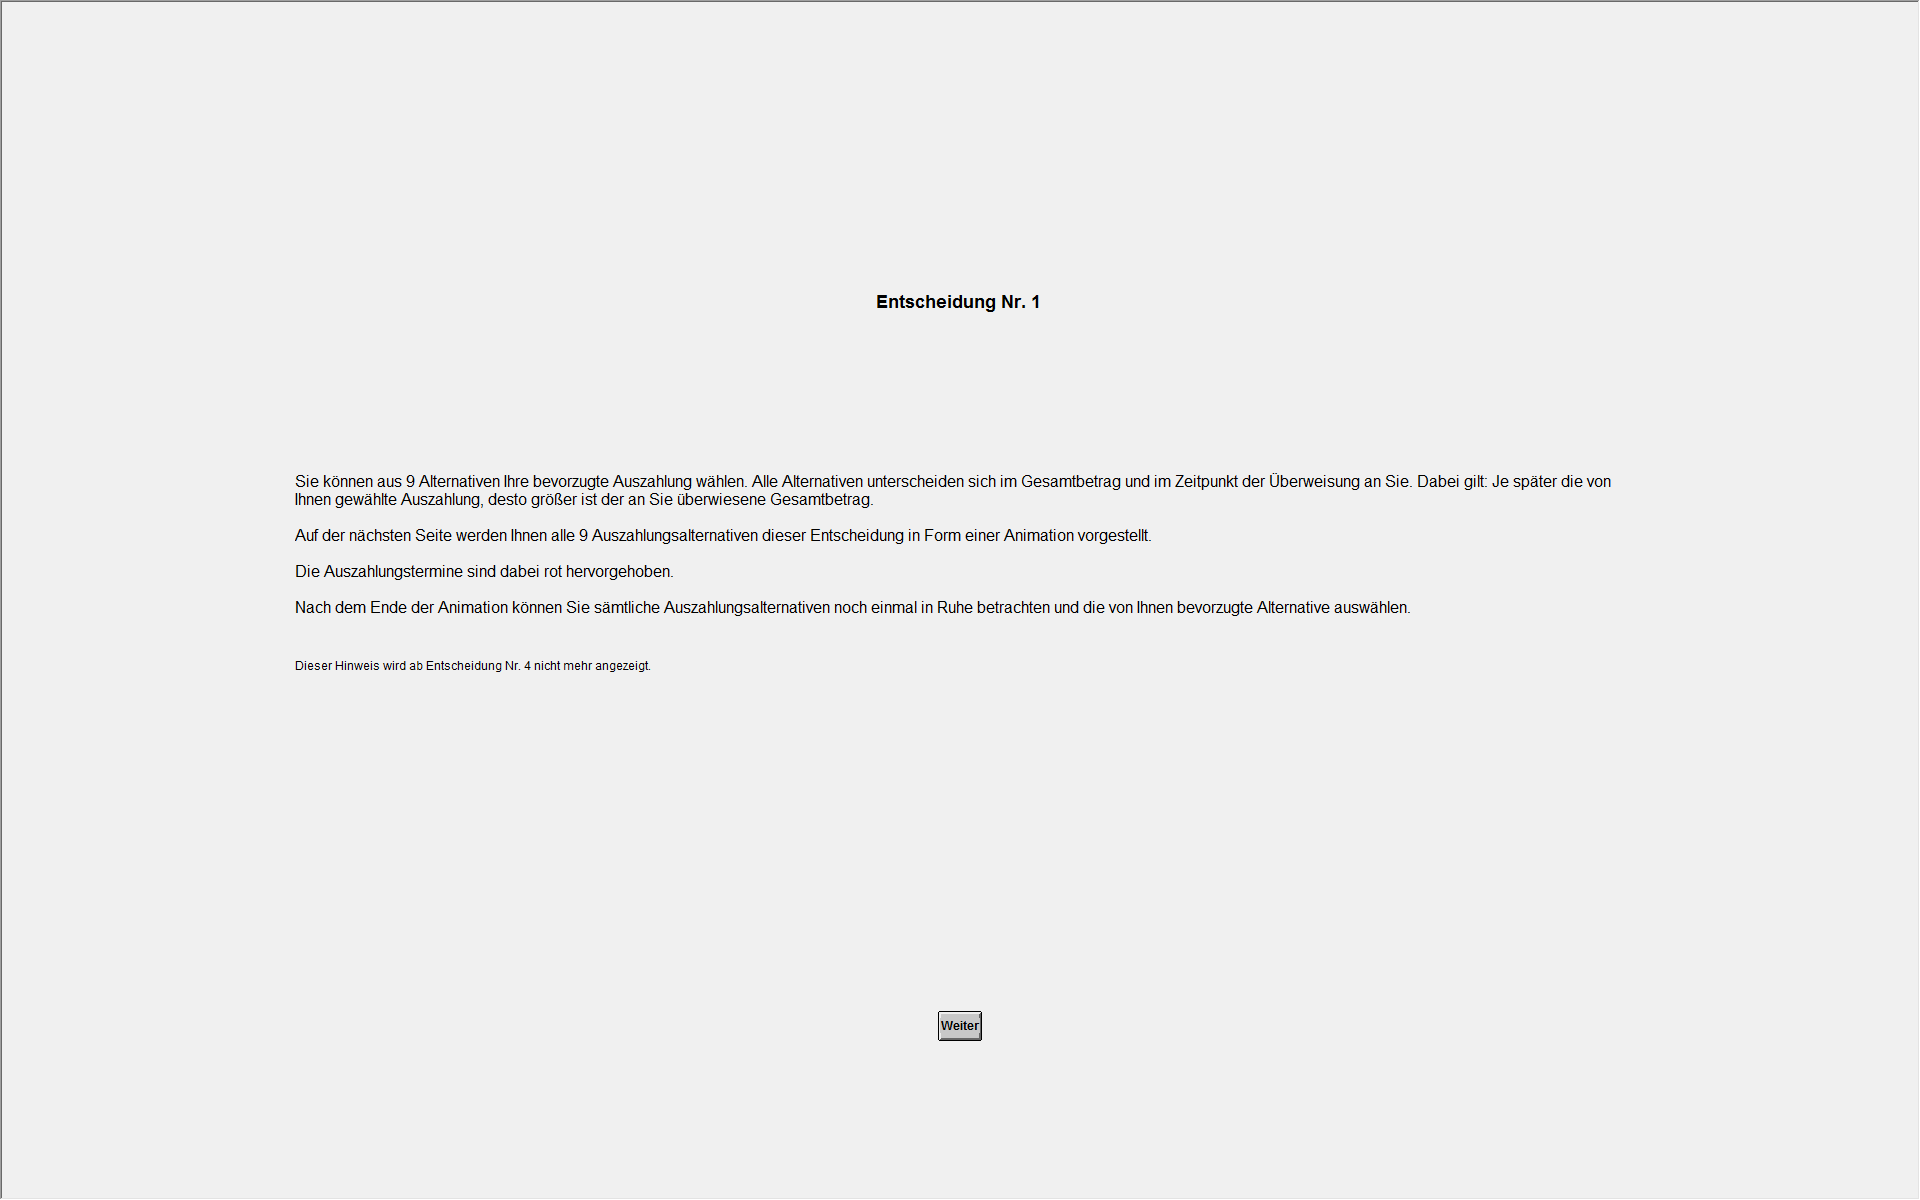 Entscheidung Nr. 1
Sie können aus 9 Alternativen Ihre bevorzugte Auszahlung wählen. Alle Alternativen unterscheiden sich im Gesamtbetrag und im Zeitpunkt der Überweisung an Sie. Dabei gilt: Je später die von
Ihnen gewählte Auszahlung, desto größer ist der an Sie überwiesene Gesamtbetrag.
Auf der nächsten Seite werden Ihnen alle 9 Auszahlungsalternativen dieser Entscheidung in Form einer Animation vorgestellt.
Die Auszahlungstermine sind dabei rot hervorgehoben.
Nach dem Ende der Animation können Sie sämtliche Auszahlungsalternativen noch einmal in Ruhe betrachten und die von Ihnen bevorzugte Alternative auswählen.
Dieser Hinweis wird ab Entscheidung Nr. 4 nicht mehr angezeigt.
Weiter